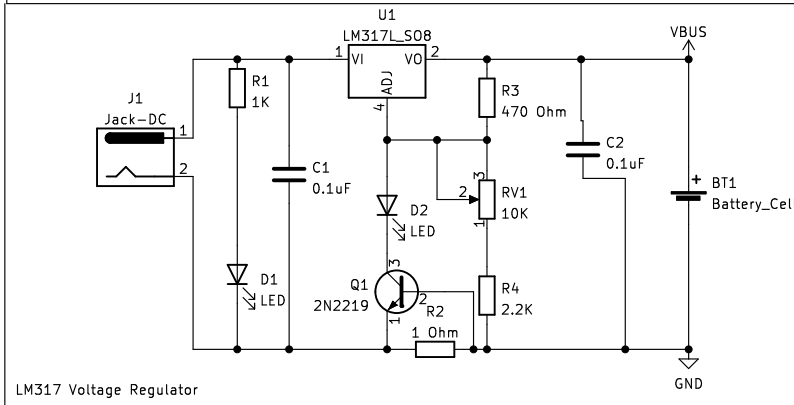 U1
LM317L_SO8
VBUS
1
VI
VO
2
ADJ
4
R1
1K
R3
470 Ohm
J1
Jack-DC
1
2
C1
0.1uF
C2
0.1uF
3
2
RV1
10K
1
+
BT1
Battery_Cell
D2
LED
D1
LED
3
Q1
2N2219
2
1
R2
1 Ohm
R4
2.2K
GND
LM317 Voltage Regulator